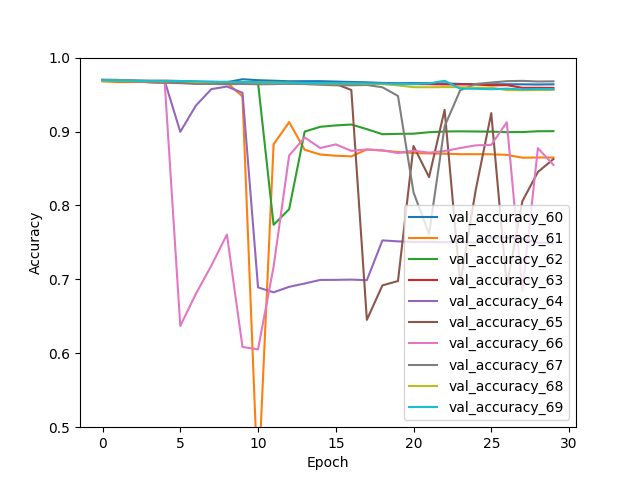 1.0
0.9
0.8
0.7
0.6
0.5
Accuracy
0
5
10
15
20
25
30
Epoch
val_accuracy_60
val_accuracy_61
val_accuracy_62
val_accuracy_63
val_accuracy_64
val_accuracy_65
val_accuracy_66
val_accuracy_67
val_accuracy_68
val_accuracy_69